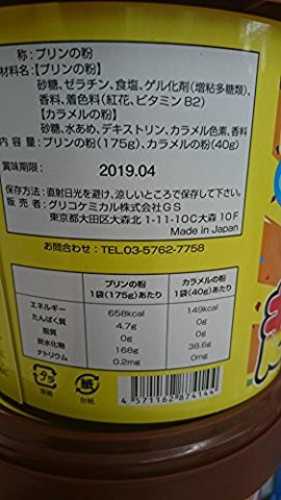 称：プリンの粉
材料名：【プリンの粉】
砂糖、ゼラチン、食塩、ゲル化剤（増粘多糖類）、
香料、着色料（紅花、ビタミンB2）
【カラメルの粉】
砂糖、水あめ、デキストリン、カラメル色素、香料
内容量：プリンの粉（175g）、カラメルの粉（40g）
賞味期限： 2019.04
保存方法：直射日光を避け、涼しいところで保存して下さい。
販売者：グリコケミカル株式会社GS
東京都大田区大森北1-11-10CL大森 10F
Made in Japan
お問い合わせ：TEL.03-5762-7758
プリンの粉 カラメルの粉
1袋（175g）あたり 1袋（40g）あたり
エネルギー 658kcal 149kcal
たんぱく質 4.7g 0g
脂質 0g 0g
炭水化物 168g 38.6g
ナトリウム 0.2mg 0mg
プラ
紙
4 571162 874144